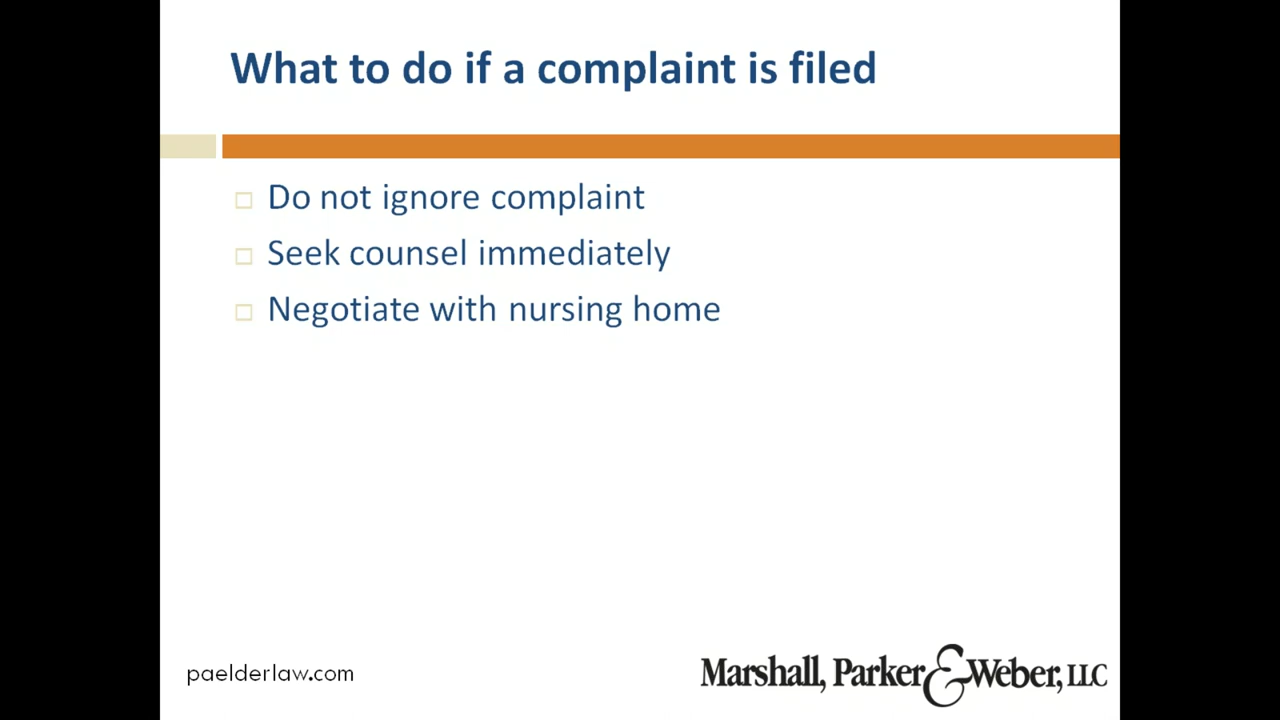 What to do if a complaint is filed
Do not ignore complaint
Seek counsel immediately
Negotiate with nursing home
paelderlaw.com
Marshall, Parker & Weber, LLC